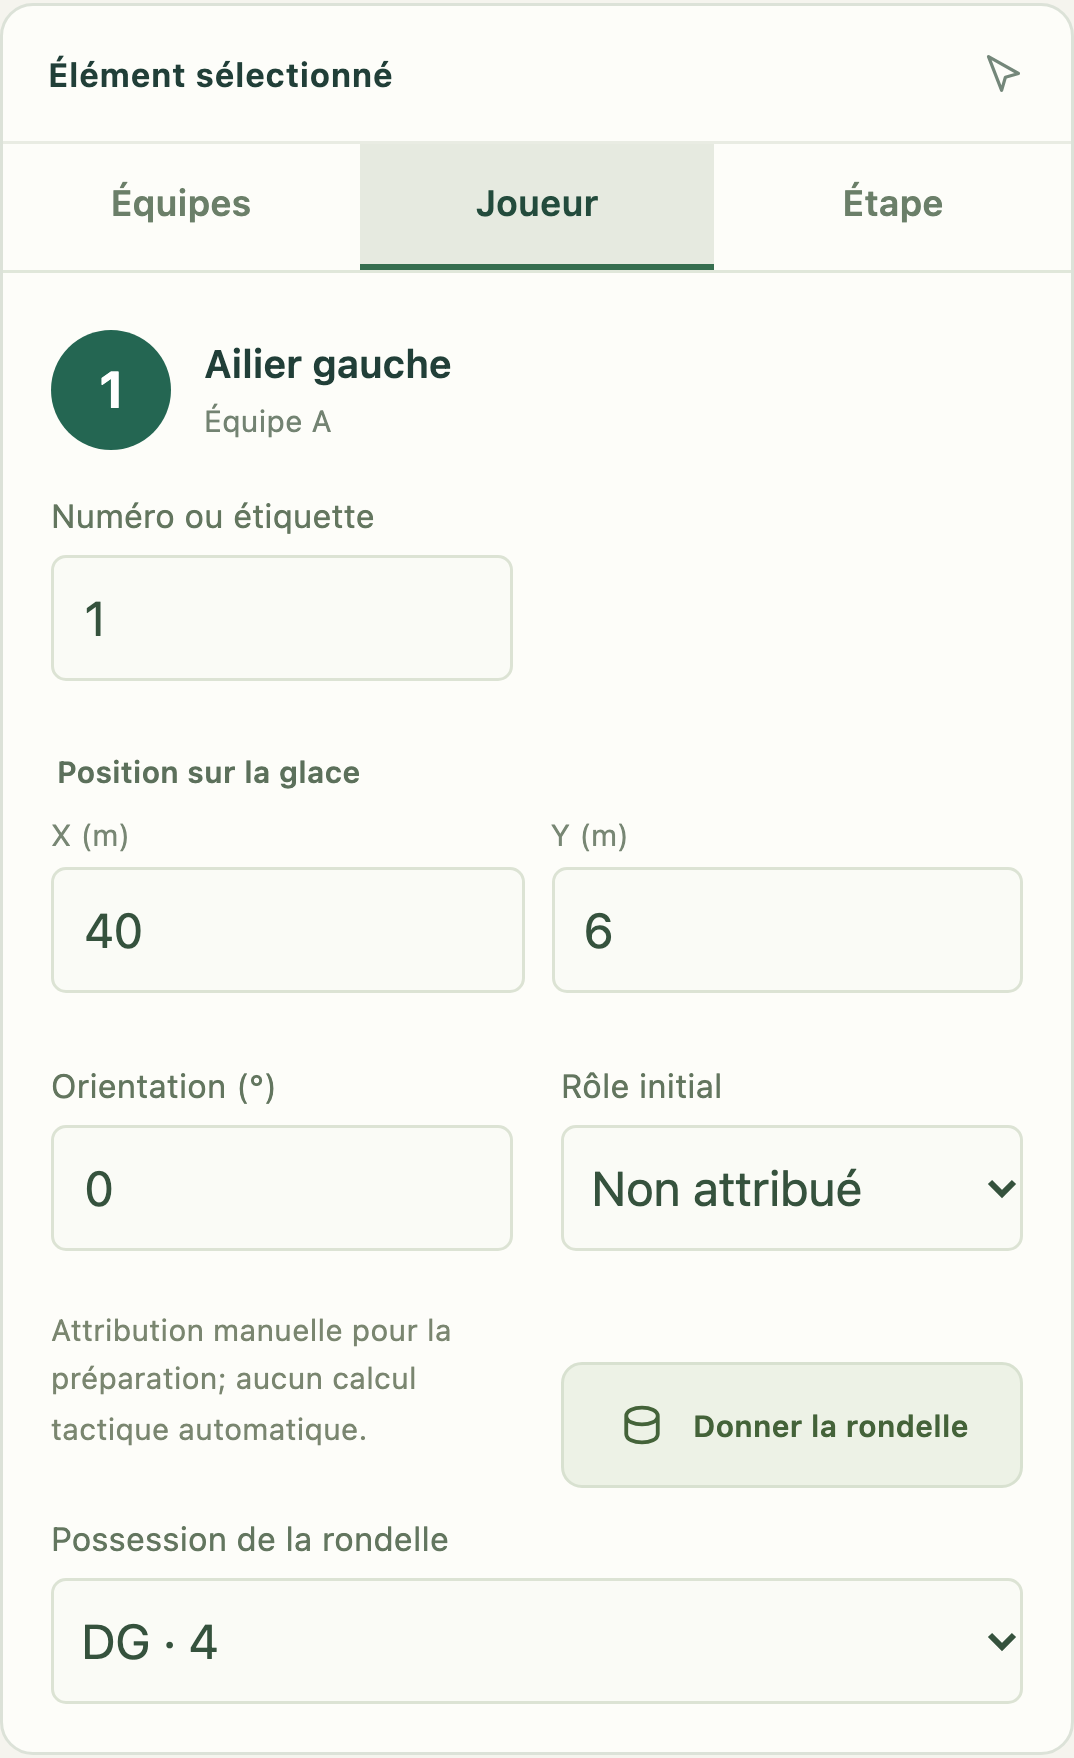 Élément sélectionné
Équipes
Joueur
Étape
1
Ailier gauche
Équipe A
Numéro ou étiquette
1
Position sur la glace
X (m)
Y (m)
40
6
Orientation (°)
Rôle initial
0
Non attribué
Attribution manuelle pour la
préparation; aucun calcul
tactique automatique.
Donner la rondelle
Possession de la rondelle
DG · 4